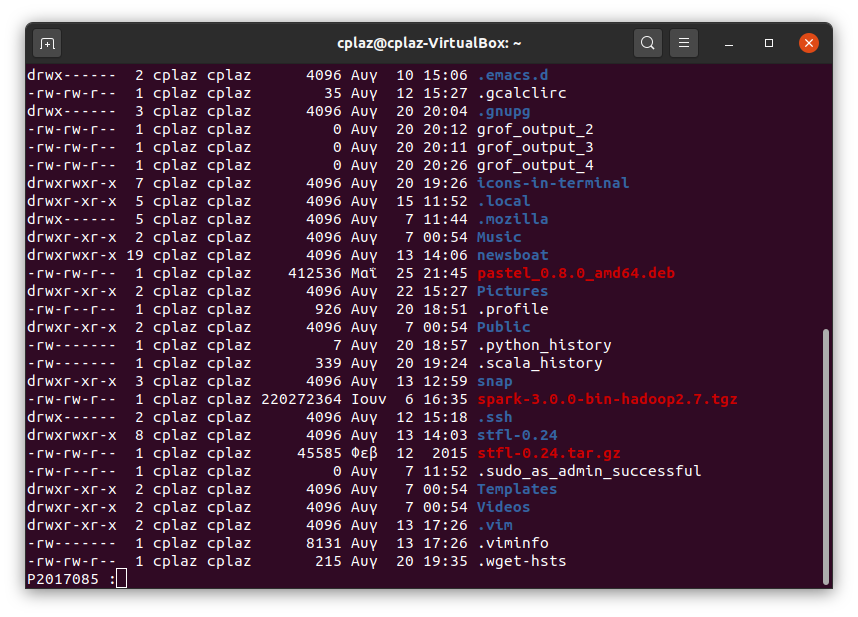 cplaz@cplaz-VirtualBox: ~
drwx------  2 cplaz cplaz      4096 Αυγ  10 15:06 .emacs.d
-rw-rw-r--  1 cplaz cplaz        35 Αυγ  12 15:27 .gcalclirc
drwx------  3 cplaz cplaz      4096 Αυγ  20 20:04 .gnupg
-rw-rw-r--  1 cplaz cplaz         0 Αυγ  20 20:12 grof_output_2
-rw-rw-r--  1 cplaz cplaz         0 Αυγ  20 20:11 grof_output_3
-rw-rw-r--  1 cplaz cplaz         0 Αυγ  20 20:26 grof_output_4
drwxrwxr-x  7 cplaz cplaz      4096 Αυγ  20 19:26 icons-in-terminal
drwxr-xr-x  5 cplaz cplaz      4096 Αυγ  15 11:52 .local
drwx------  5 cplaz cplaz      4096 Αυγ   7 11:44 .mozilla
drwxr-xr-x  2 cplaz cplaz      4096 Αυγ   7 00:54 Music
drwxrwxr-x 19 cplaz cplaz      4096 Αυγ  13 14:06 newsboat
-rw-rw-r--  1 cplaz cplaz    412536 Μαΐ  25 21:45 pastel_0.8.0_amd64.deb
drwxr-xr-x  2 cplaz cplaz      4096 Αυγ  22 15:27 Pictures
-rw-r--r--  1 cplaz cplaz       926 Αυγ  20 18:51 .profile
drwxr-xr-x  2 cplaz cplaz      4096 Αυγ   7 00:54 Public
-rw-------  1 cplaz cplaz         7 Αυγ  20 18:57 .python_history
-rw-------  1 cplaz cplaz       339 Αυγ  20 19:24 .scala_history
drwxr-xr-x  3 cplaz cplaz      4096 Αυγ  13 12:59 snap
-rw-rw-r--  1 cplaz cplaz 220272364 Ιουν  6 16:35 spark-3.0.0-bin-hadoop2.7.tgz
drwx------  2 cplaz cplaz      4096 Αυγ  12 15:18 .ssh
drwxrwxr-x  8 cplaz cplaz      4096 Αυγ  13 14:03 stfl-0.24
-rw-rw-r--  1 cplaz cplaz     45585 Φεβ  12  2015 stfl-0.24.tar.gz
-rw-r--r--  1 cplaz cplaz         0 Αυγ   7 11:52 .sudo_as_admin_successful
drwxr-xr-x  2 cplaz cplaz      4096 Αυγ   7 00:54 Templates
drwxr-xr-x  2 cplaz cplaz      4096 Αυγ   7 00:54 Videos
drwxr-xr-x  2 cplaz cplaz      4096 Αυγ  13 17:26 .vim
-rw-------  1 cplaz cplaz      8131 Αυγ  13 17:26 .viminfo
-rw-rw-r--  1 cplaz cplaz       215 Αυγ  20 19:35 .wget-hsts
P2017085 :